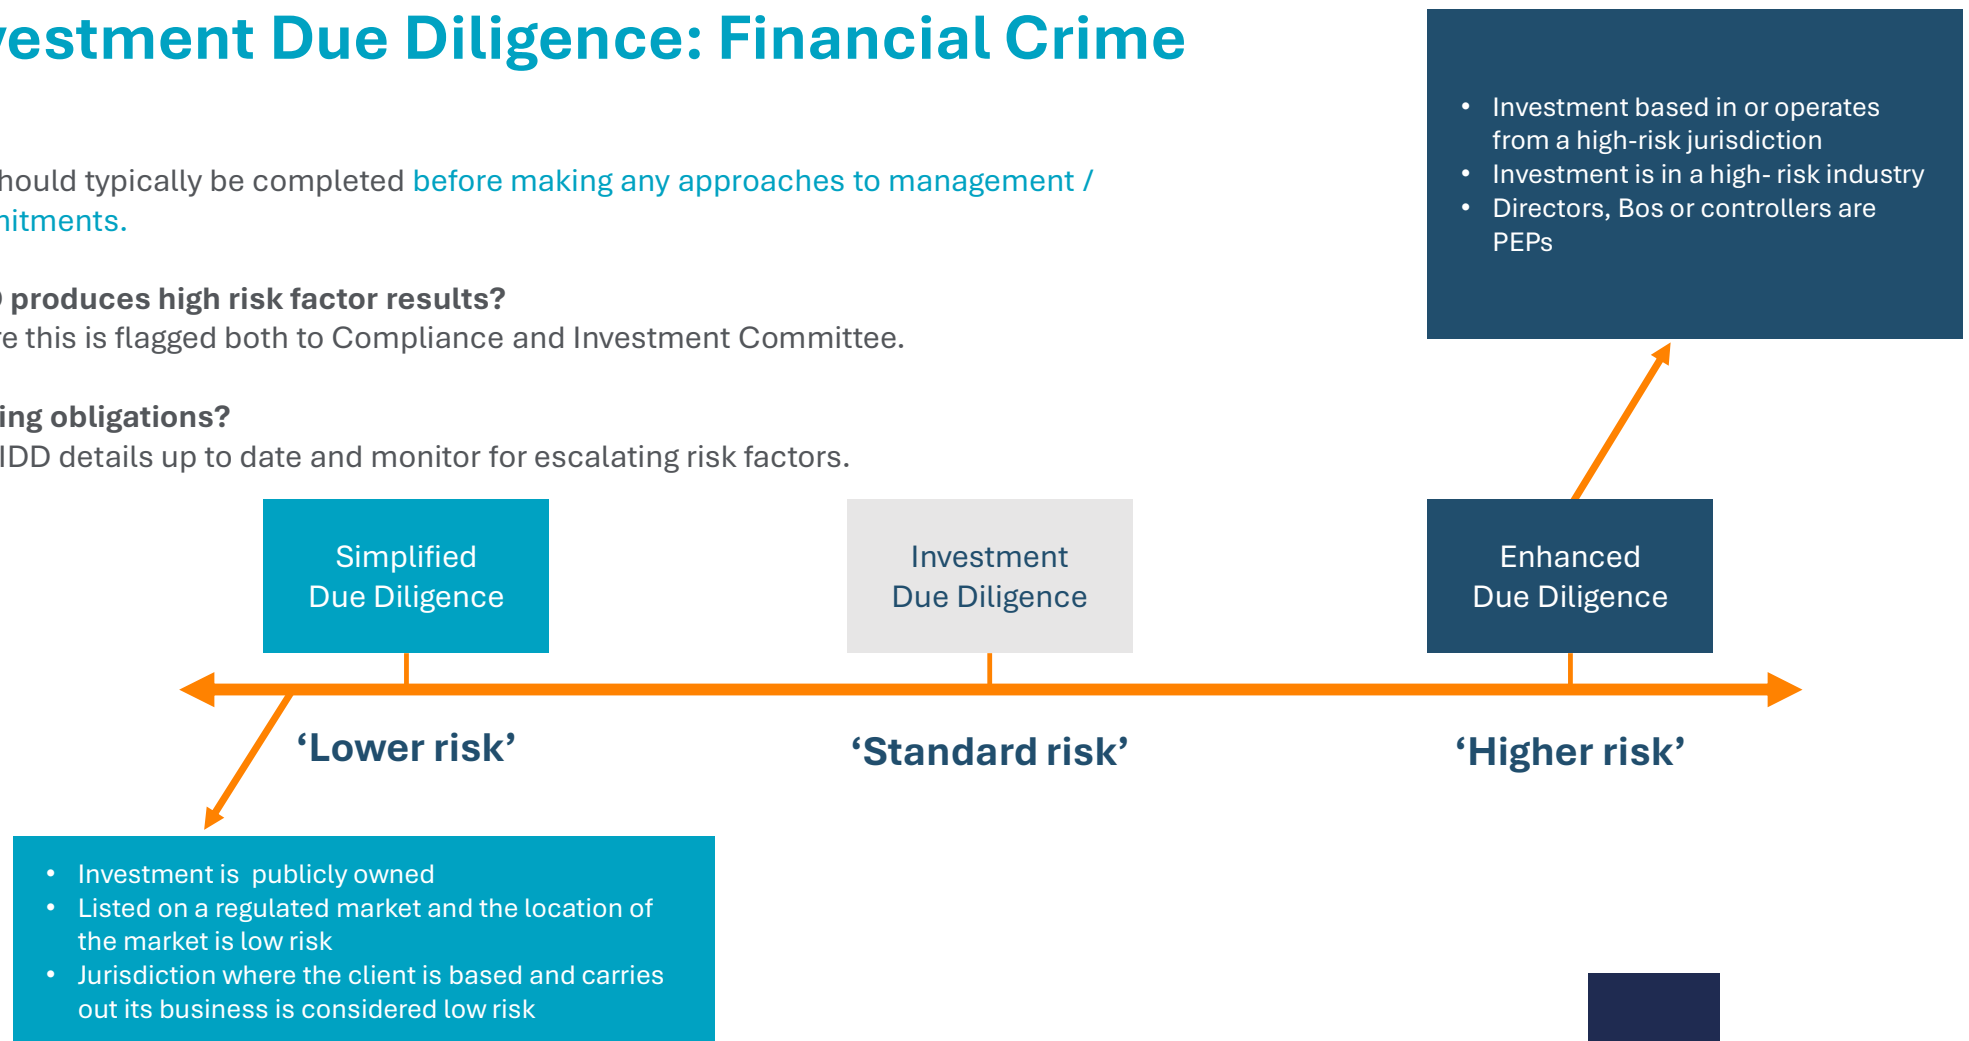 vestment Due Diligence: Financial Crime
hould typically be completed before making any approaches to management /
mitments.
produces high risk factor results?
re this is flagged both to Compliance and Investment Committee.
ing obligations?
IDD details up to date and monitor for escalating risk factors.
• Investment based in or operates
from a high-risk jurisdiction
• Investment is in a high- risk industry
• Directors, Bos or controllers are
PEPs
Simplified
Due Diligence
Investment
Due Diligence
Enhanced
Due Diligence
‘Lower risk’
‘Standard risk’
‘Higher risk’
• Investment is  publicly owned
• Listed on a regulated market and the location of
the market is low risk
• Jurisdiction where the client is based and carries
out its business is considered low risk